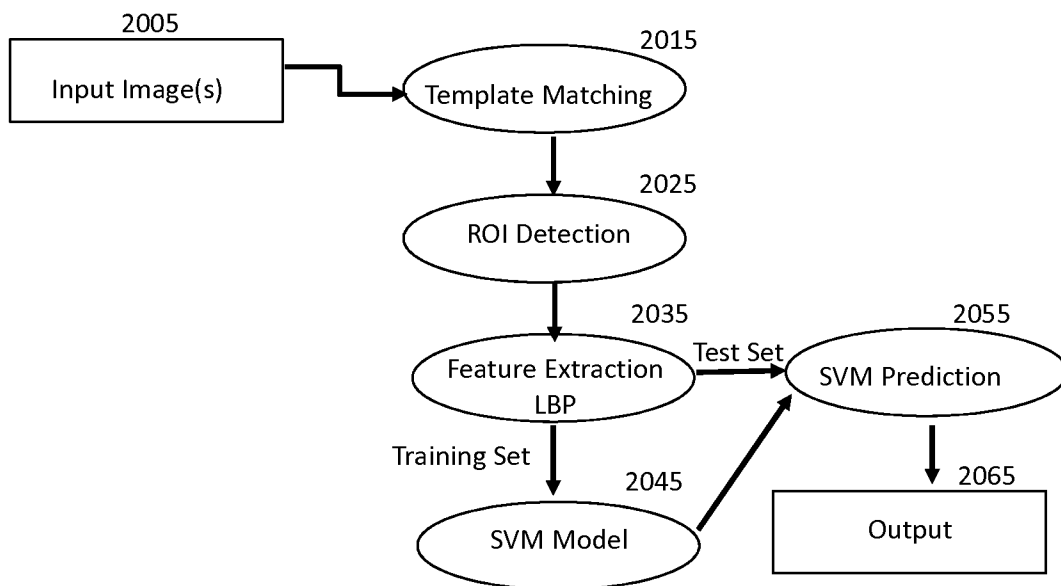 2005
Input Image(s)
2015
Template Matching
2025
ROI Detection
2035
Feature Extraction
LBP
Test Set
2055
SVM Prediction
Training Set
2045
SVM Model
2065
Output